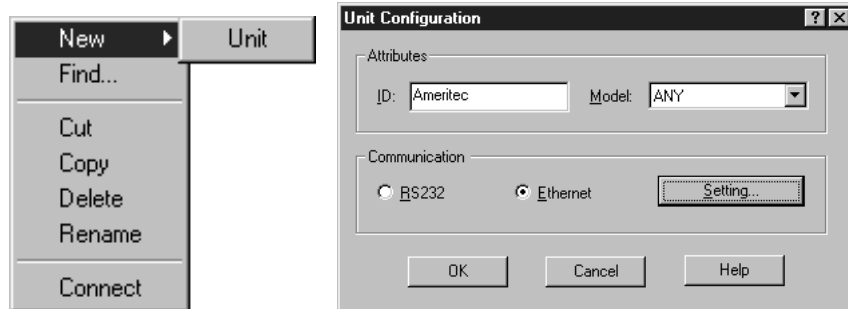 New Unit
Find...
Cut
Copy
Delete
Rename
Connect
Unit Configuration
Attributes
ID: Ameritec Model: ANY
Communication
RS232 Ethernet Setting...
OK Cancel Help